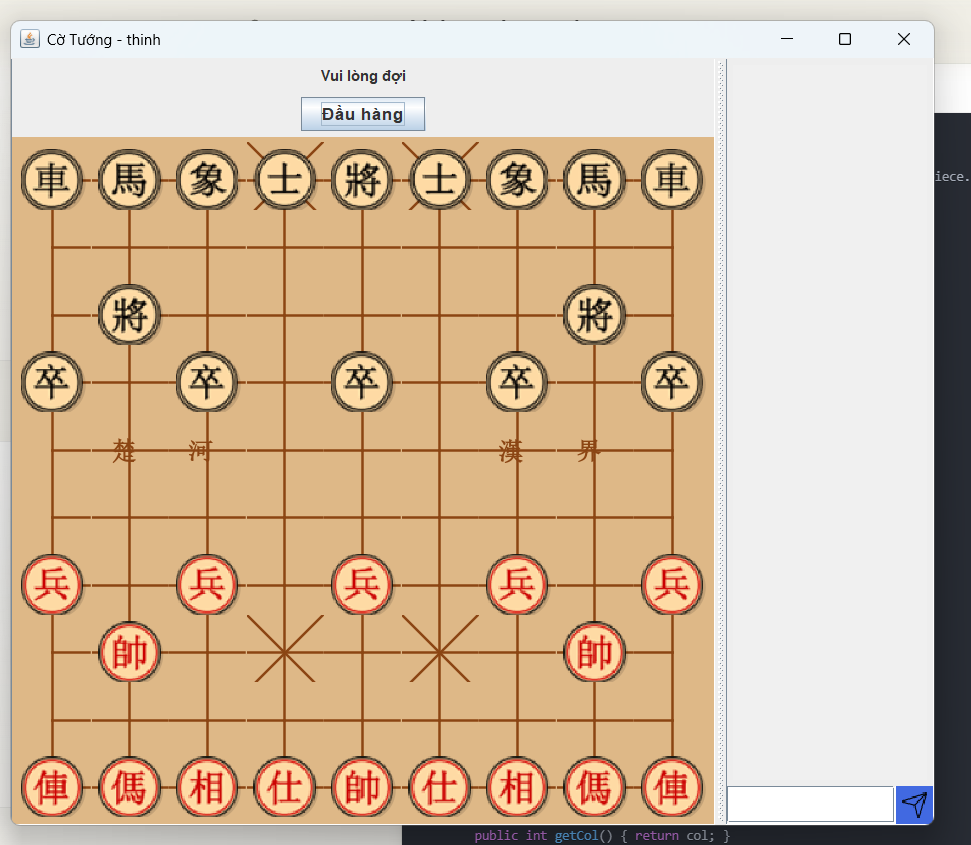 Cờ Tướng - thinh
Vui lòng đợi
Đầu hàng
iece.
車馬象士將士象馬車
將 將
卒 卒 卒 卒 卒
楚 河 漢 界
兵 兵 兵 兵 兵
帥 帥
俥傌相仕帥仕相傌俥
public int getCol() { return col; }